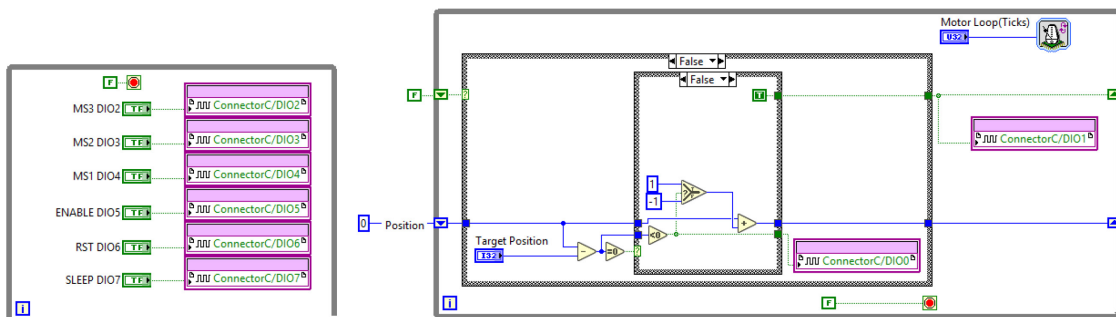 Motor Loop(Ticks)
U32
False
False
F
MS3 DIO2
TF
ConnectorC/DIO2
MS2 DIO3
TF
ConnectorC/DIO3
MS1 DIO4
TF
ConnectorC/DIO4
ENABLE DIO5
TF
ConnectorC/DIO5
RST DIO6
TF
ConnectorC/DIO6
SLEEP DIO7
TF
ConnectorC/DIO7
i
F
?
T
ConnectorC/DIO1
1
-1
?
0
Position
+
<0
Target Position
I32
-
=0
?
ConnectorC/DIO0
i
F